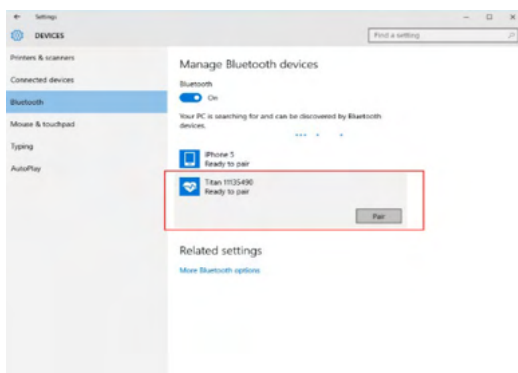 Settings
DEVICES
Find a setting
Printers & scanners
Connected devices
Bluetooth
Mouse & touchpad
Typing
AutoPlay
Manage Bluetooth devices
Bluetooth
On
Your PC is searching for and can be discovered by Bluetooth
devices.
iPhone 5
Ready to pair
Titan 11135490
Ready to pair
Pair
Related settings
More Bluetooth options